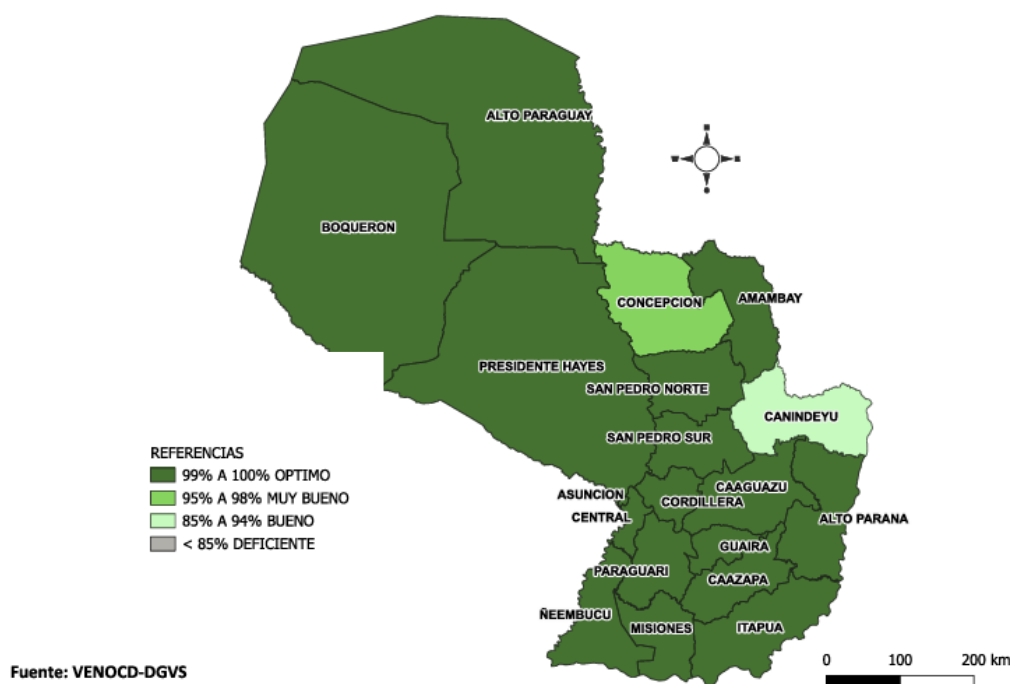 ALTO PARAGUAY
BOQUERON
CONCEPCION
AMAMBAY
PRESIDENTE HAYES
SAN PEDRO NORTE
CANINDEYU
SAN PEDRO SUR
REFERENCIAS
99% A 100% OPTIMO
95% A 98% MUY BUENO
85% A 94% BUENO
< 85% DEFICIENTE
CAAGUAZU
ASUNCION
CORDILLERA
CENTRAL
ALTO PARANA
GUAIRA
PARAGUARI
CAAZAPA
ÑEEMBUCU
MISIONES
ITAPUA
0 100 200 km
Fuente: VENOCD-DGVS